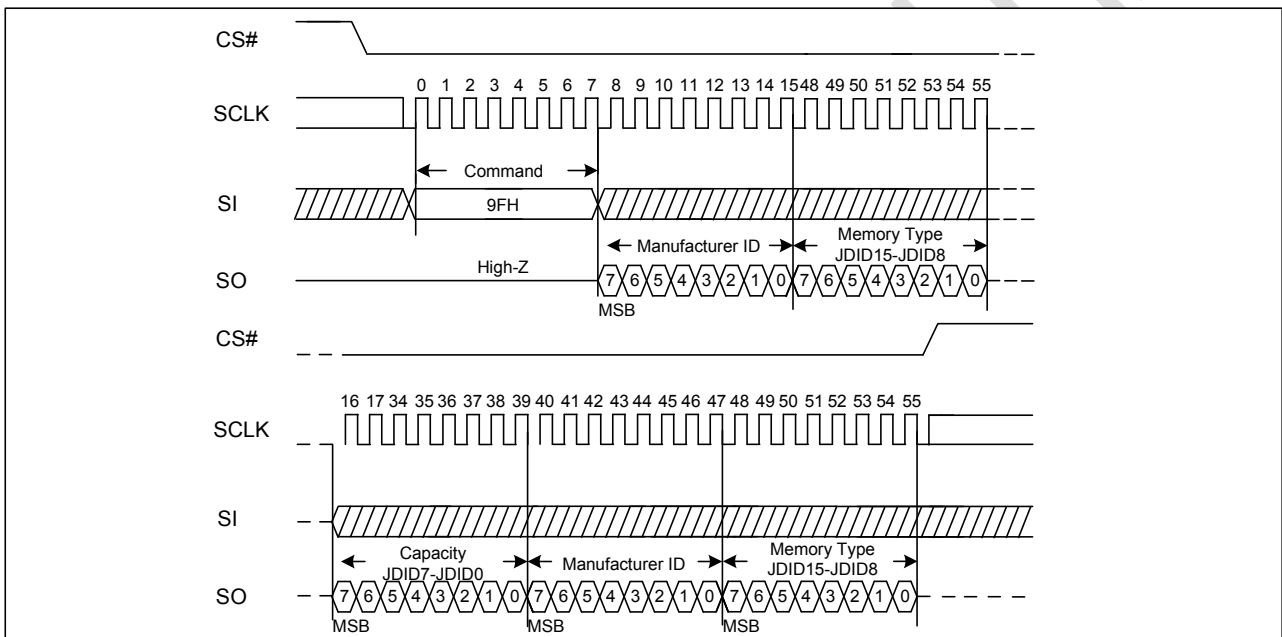 CS#
0 1 2 3 4 5 6 7 8 9 10 11 12 13 14 15 48 49 50 51 52 53 54 55
SCLK
Command
SI
9FH
Manufacturer ID
Memory Type
JDID15-JDID8
High-Z
SO
7 6 5 4 3 2 1 0 7 6 5 4 3 2 1 0
MSB
CS#
16 17 34 35 36 37 38 39 40 41 42 43 44 45 46 47 48 49 50 51 52 53 54 55
SCLK
SI
Capacity
JDID7-JDID0
Manufacturer ID
Memory Type
JDID15-JDID8
SO
7 6 5 4 3 2 1 0 7 6 5 4 3 2 1 0 7 6 5 4 3 2 1 0
MSB MSB MSB